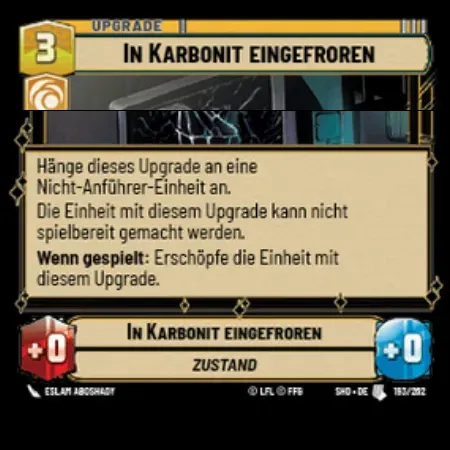 UPGRADE
3
IN KARBONIT EINGEFROREN
Hänge dieses Upgrade an eine
Nicht-Anführer-Einheit an.
Die Einheit mit diesem Upgrade kann nicht
spielbereit gemacht werden.
Wenn gespielt: Erschöpfe die Einheit mit
diesem Upgrade.
+0
IN KARBONIT EINGEFROREN
+0
ZUSTAND
ESLAM ABOSHADY
© LFL © FFG
SHD • DE
193/262